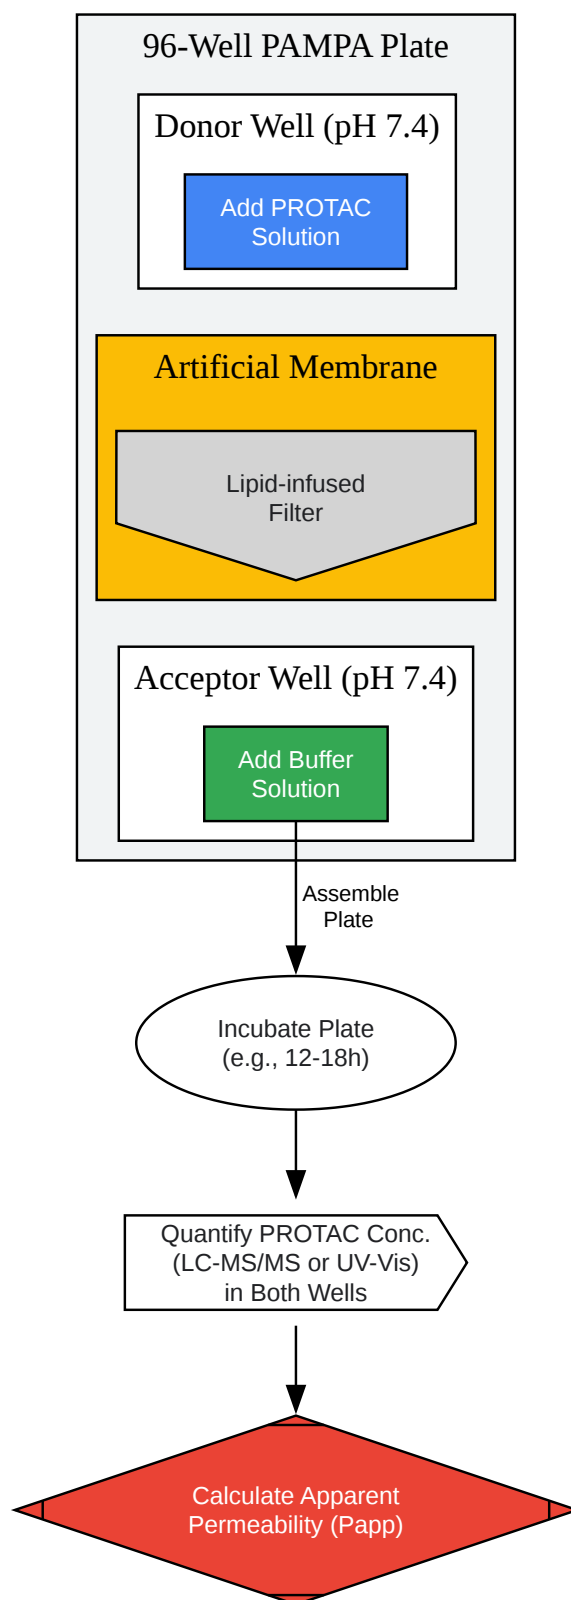 96-Well PAMPA Plate
Donor Well (pH 7.4)
Add PROTAC
Solution
Artificial Membrane
Lipid-infused
Filter
Acceptor Well (pH 7.4)
Add Buffer
Solution
Assemble
Plate
Incubate Plate
(e.g., 12-18h)
Quantify PROTAC Conc.
(LC-MS/MS or UV-Vis)
in Both Wells
Calculate Apparent
Permeability (Papp)